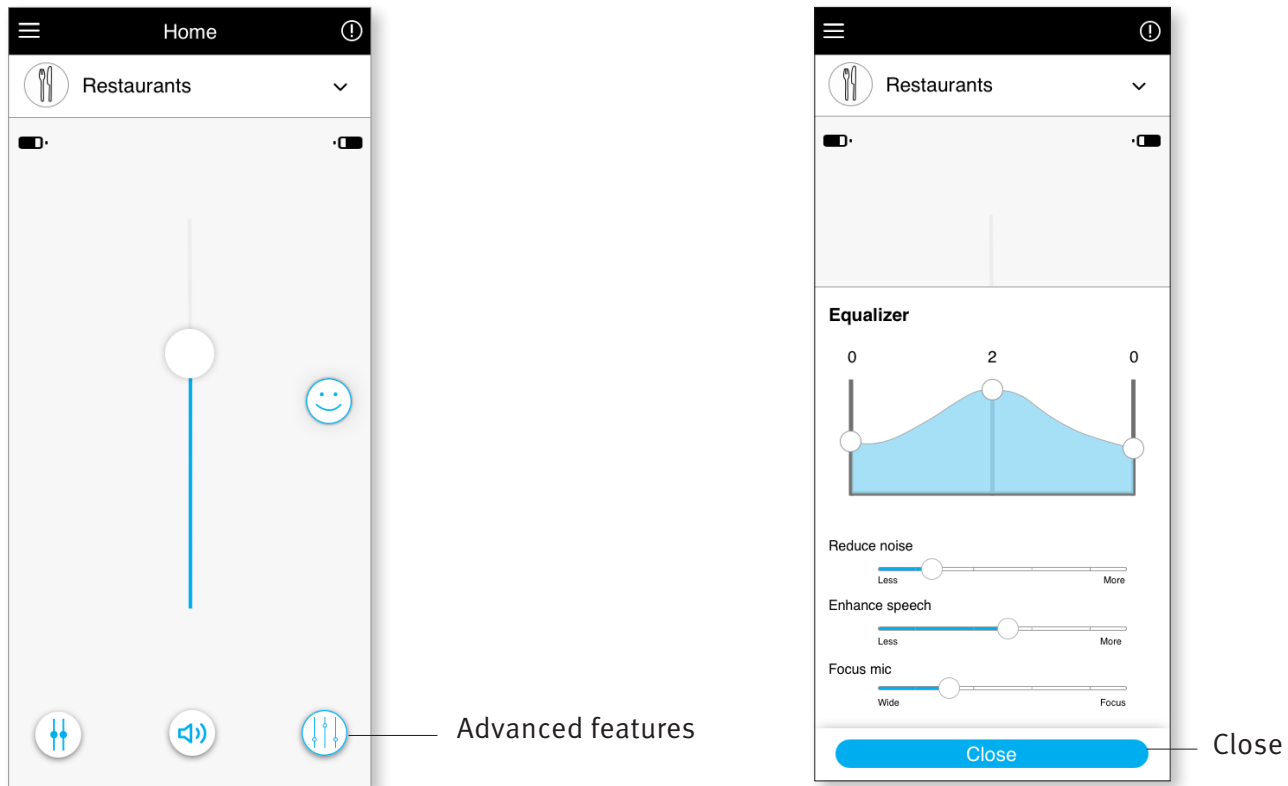 Home
Restaurants
Advanced features
Restaurants
Equalizer
0 2 0
Reduce noise
Less More
Enhance speech
Less More
Focus mic
Wide Focus
Close
Close